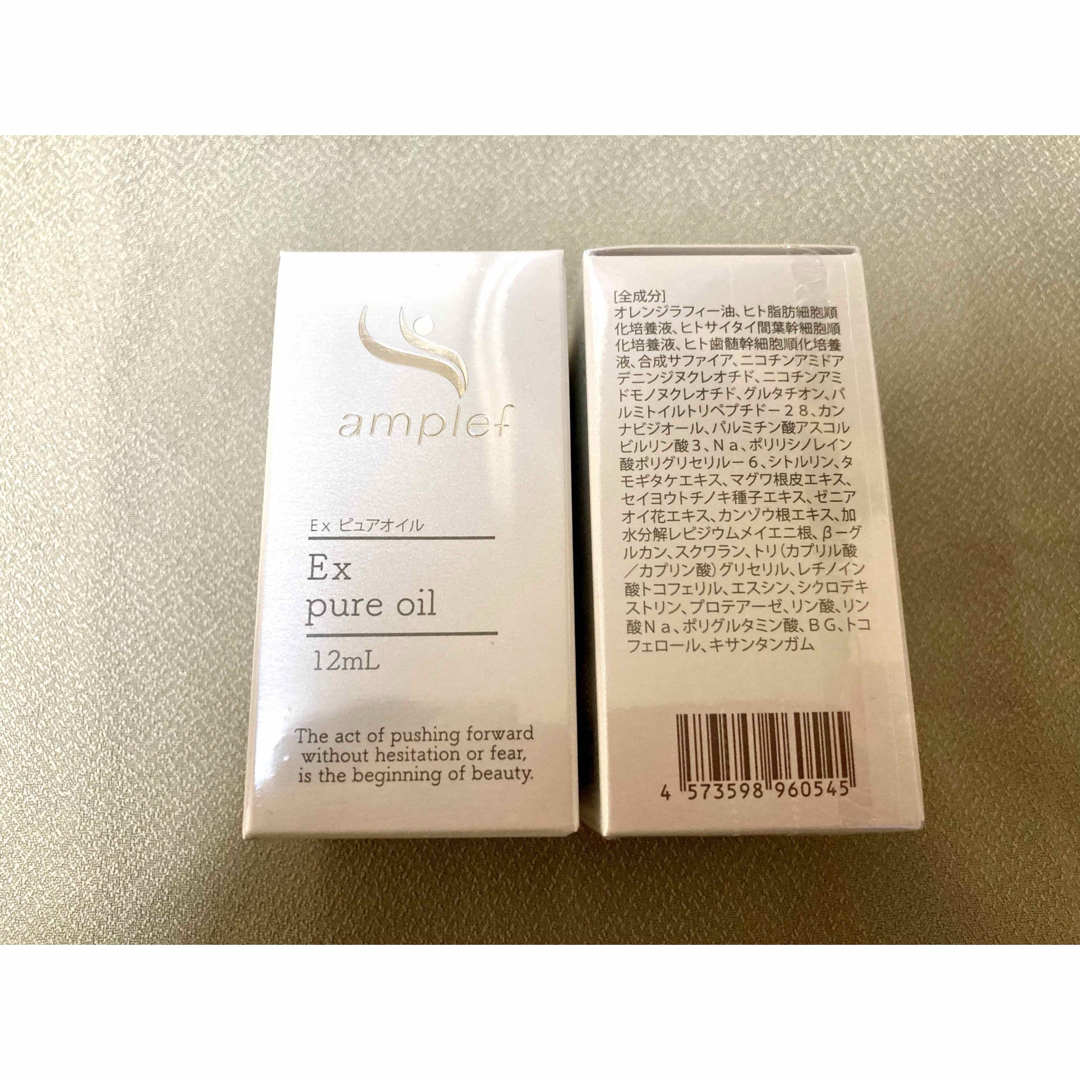 amplef
Ex ピュアオイル
Ex
pure oil
12mL
The act of pushing forward
without hesitation or fear,
is the beginning of beauty.
[全成分]
オレンジラフィー油、ヒト脂肪細胞順
化培養液、ヒトサイタイ間葉幹細胞順
化培養液、ヒト歯髄幹細胞順化培養
液、合成サファイア、ニコチンアミドア
デニンジヌクレオチド、ニコチンアミ
ドモノヌクレオチド、グルタチオン、パ
ルミトイルトリペプチドー28、カン
ナビジオール、パルミチン酸アスコル
ビルリン酸3、Na、ポリリシノレイン
酸ポリグリセリルー6、シトルリン、タ
モギタケエキス、マグワ根皮エキス、
セイヨウトチノキ種子エキス、ゼニア
オイ花エキス、カンゾウ根エキス、加
水分解レピジウムメイエニ根、βーグ
ルカン、スクワラン、トリ(カプリル酸
/カプリン酸)グリセリル、レチノイン
酸トコフェリル、エスシン、シクロデキ
ストリン、プロテアーゼ、リン酸、リン
酸Na、ポリグルタミン酸、BG、トコ
フェロール、キサンタンガム
4 573598 960545